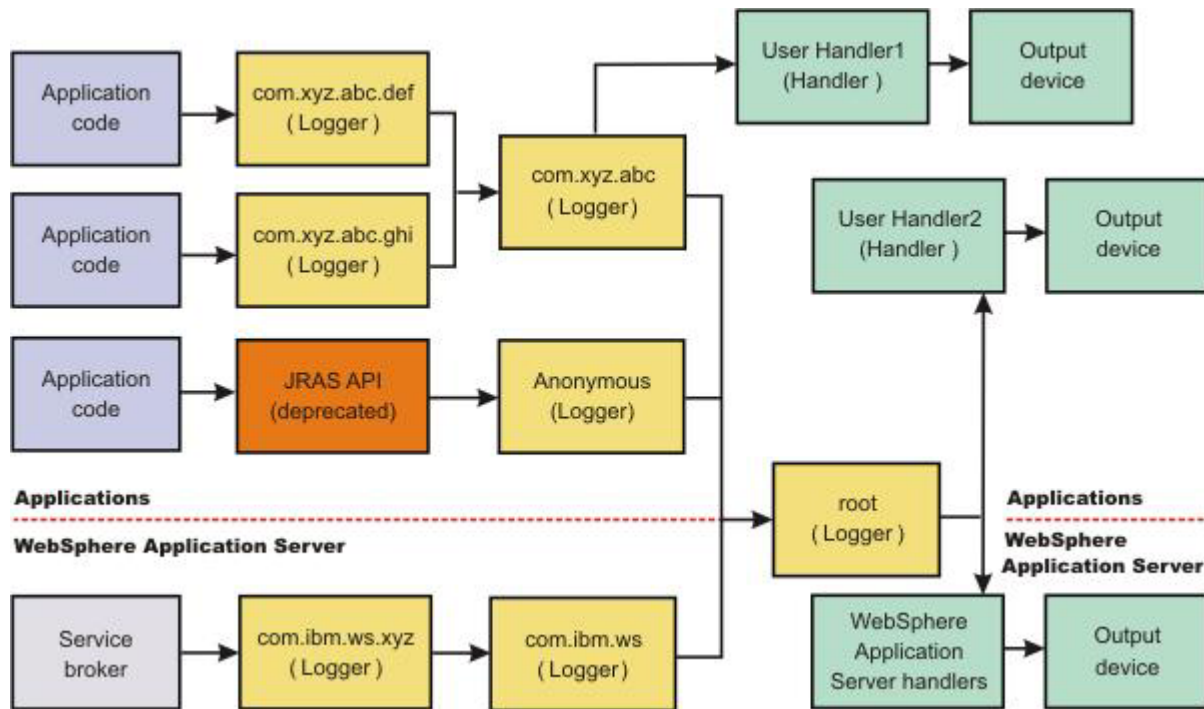 Application
code
com.xyz.abc.def
( Logger )
User Handler1
(Handler )
Output
device
com.xyz.abc
( Logger)
Application
code
com.xyz.abc.ghi
( Logger )
User Handler2
(Handler )
Output
device
Application
code
JRAS API
(deprecated)
Anonymous
(Logger)
Applications
WebSphere Application Server
root
( Logger )
Applications
WebSphere
Application Server
Service
broker
com.ibm.ws.xyz
( Logger )
com.ibm.ws
( Logger )
WebSphere
Application
Server handlers
Output
device